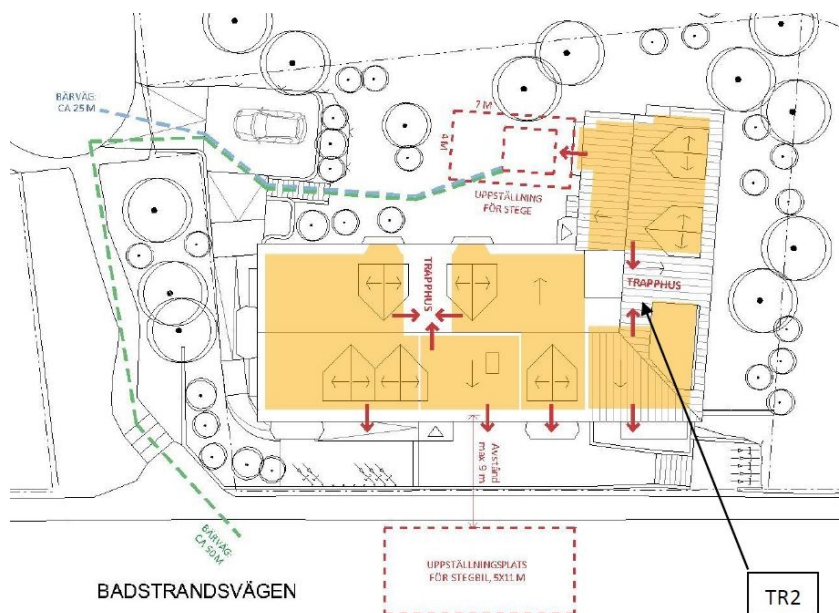 BÄRVÄG:
CA 25 M
7 M
4 M
UPPSTÄLLNING
FÖR STEGE
TRAPPHUS
TRAPPHUS
Avstånd
max 9 m
BÄRVÄG:
CA 50 M
UPPSTÄLLNINGSPLATS
FÖR STEGBIL, 5X11 M
BADSTRANDSVÄGEN
TR2